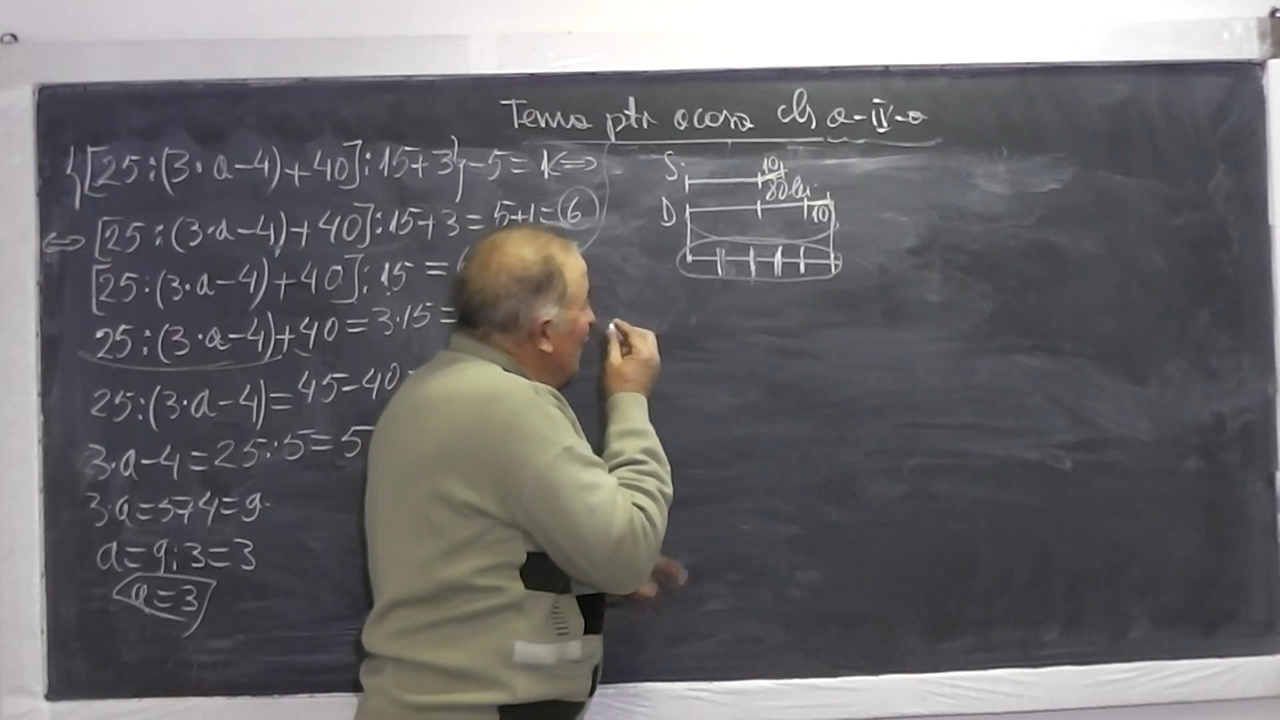 Tema ptr acasa cls a-IV-a
{[25:(3·a-4)+40]:15+3}-5=1<=>
<=> [25:(3·a-4)+40]:15+3=5+1=6
[25:(3·a-4)+40]:15=
25:(3·a-4)+40=3·15=
25:(3·a-4)=45-40
3·a-4=25:5=5
3·a=5+4=9
a=9:3=3
a=3
S
10
80 lei
D
10